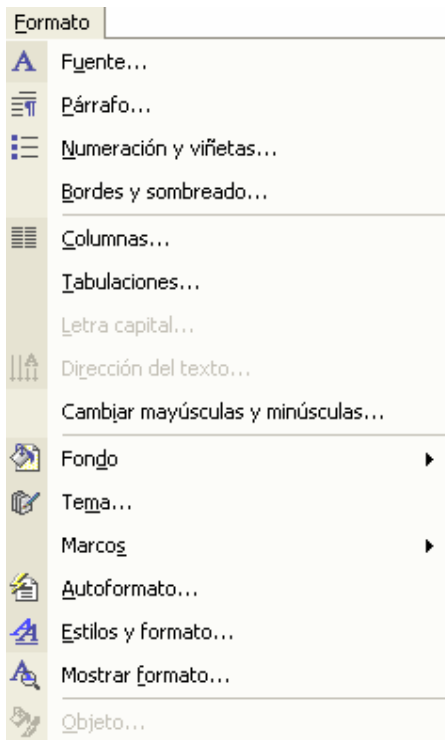 Formato
Fuente...
Párrafo...
Numeración y viñetas...
Bordes y sombreado...
Columnas...
Tabulaciones...
Letra capital...
Dirección del texto...
Cambiar mayúsculas y minúsculas...
Fondo
Tema...
Marcos
Autoformato...
Estilos y formato...
Mostrar formato...
Objeto...